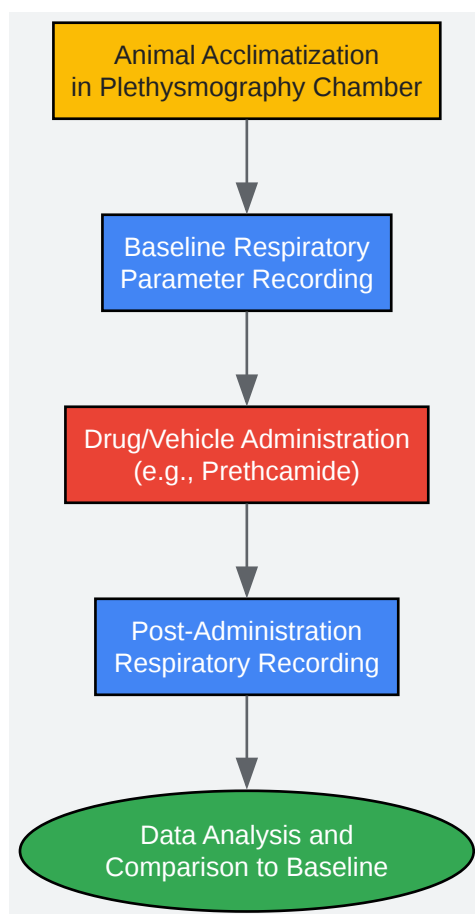 Animal Acclimatization
in Plethysmography Chamber
Baseline Respiratory
Parameter Recording
Drug/Vehicle Administration
(e.g., Prethcamide)
Post-Administration
Respiratory Recording
Data Analysis and
Comparison to Baseline